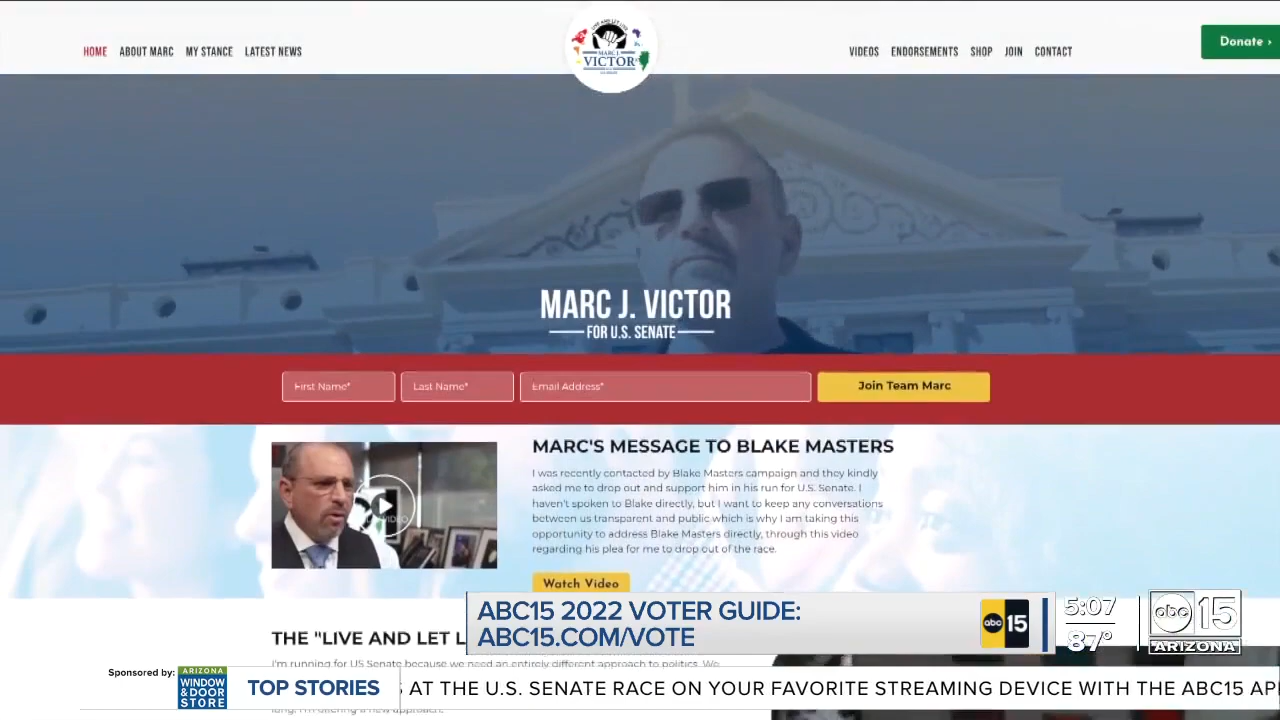 HOME ABOUT MARC MY STANCE LATEST NEWS
LIVE AND LET LIVE
MARC J.
VICTOR
VIDEOS ENDORSEMENTS SHOP JOIN CONTACT
Donate ›
MARC J. VICTOR
FOR U.S. SENATE
First Name* Last Name* Email Address* Join Team Marc
MARC'S MESSAGE TO BLAKE MASTERS
I was recently contacted by Blake Masters campaign and they kindly
asked me to drop out and support him in his run for U.S. Senate. I
haven't spoken to Blake directly, but I want to keep any conversations
between us transparent and public which is why I am taking this
opportunity to address Blake Masters directly, through this video
regarding his plea for me to drop out of the race.
Watch Video
THE "LIVE AND LET L
I'm running for US Senate because we need an entirely different approach to politics. We
long, I'm offering a new approach.
ABC15 2022 VOTER GUIDE:
ABC15.COM/VOTE
abc 15
5:07
87°
abc 15
ARIZONA
Sponsored by:
ARIZONA
WINDOW
& DOOR
STORE
TOP STORIES
AT THE U.S. SENATE RACE ON YOUR FAVORITE STREAMING DEVICE WITH THE ABC15 AP